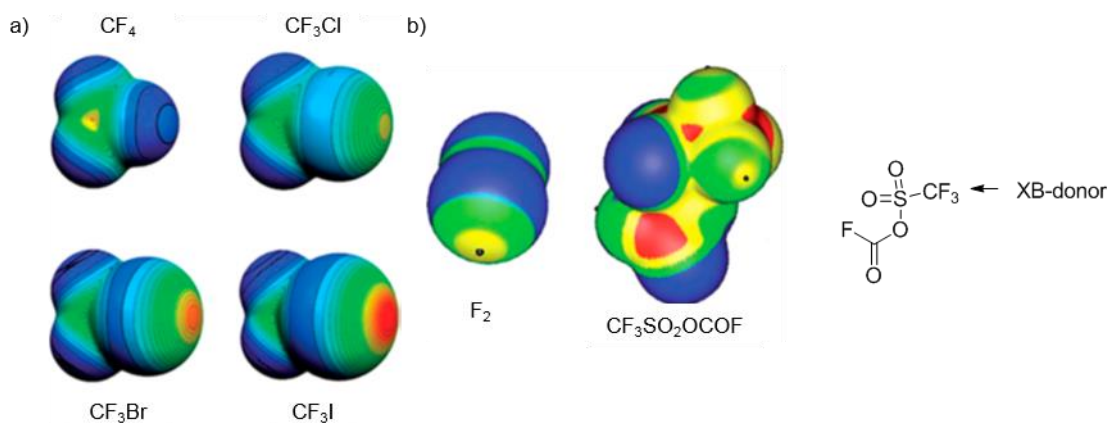 a)
CF₄
CF₃Cl
b)
CF₃Br
CF₃I
F₂
CF₃SO₂OCOF
O
O=S–CF₃
O
F
O
XB-donor